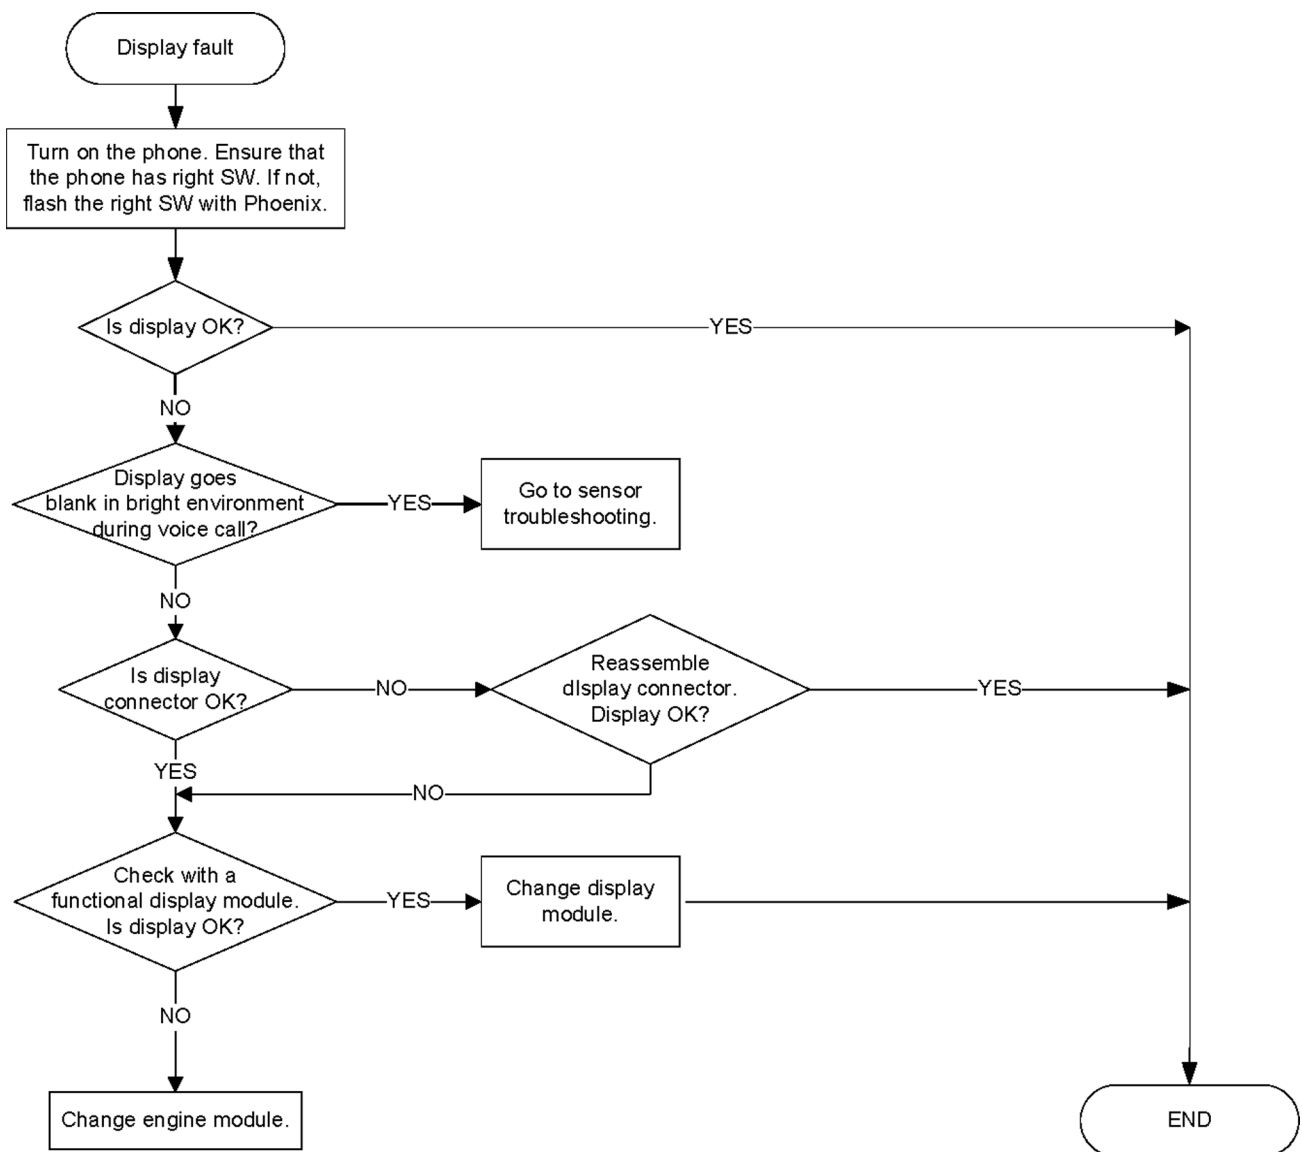 Display fault
Turn on the phone. Ensure that
the phone has right SW. If not,
flash the right SW with Phoenix.
Is display OK?
YES
NO
Display goes
blank in bright environment
during voice call?
YES
Go to sensor
troubleshooting.
NO
Is display
connector OK?
NO
Reassemble
dIsplay connector.
Display OK?
YES
YES
NO
Check with a
functional display module.
Is display OK?
YES
Change display
module.
NO
Change engine module.
END